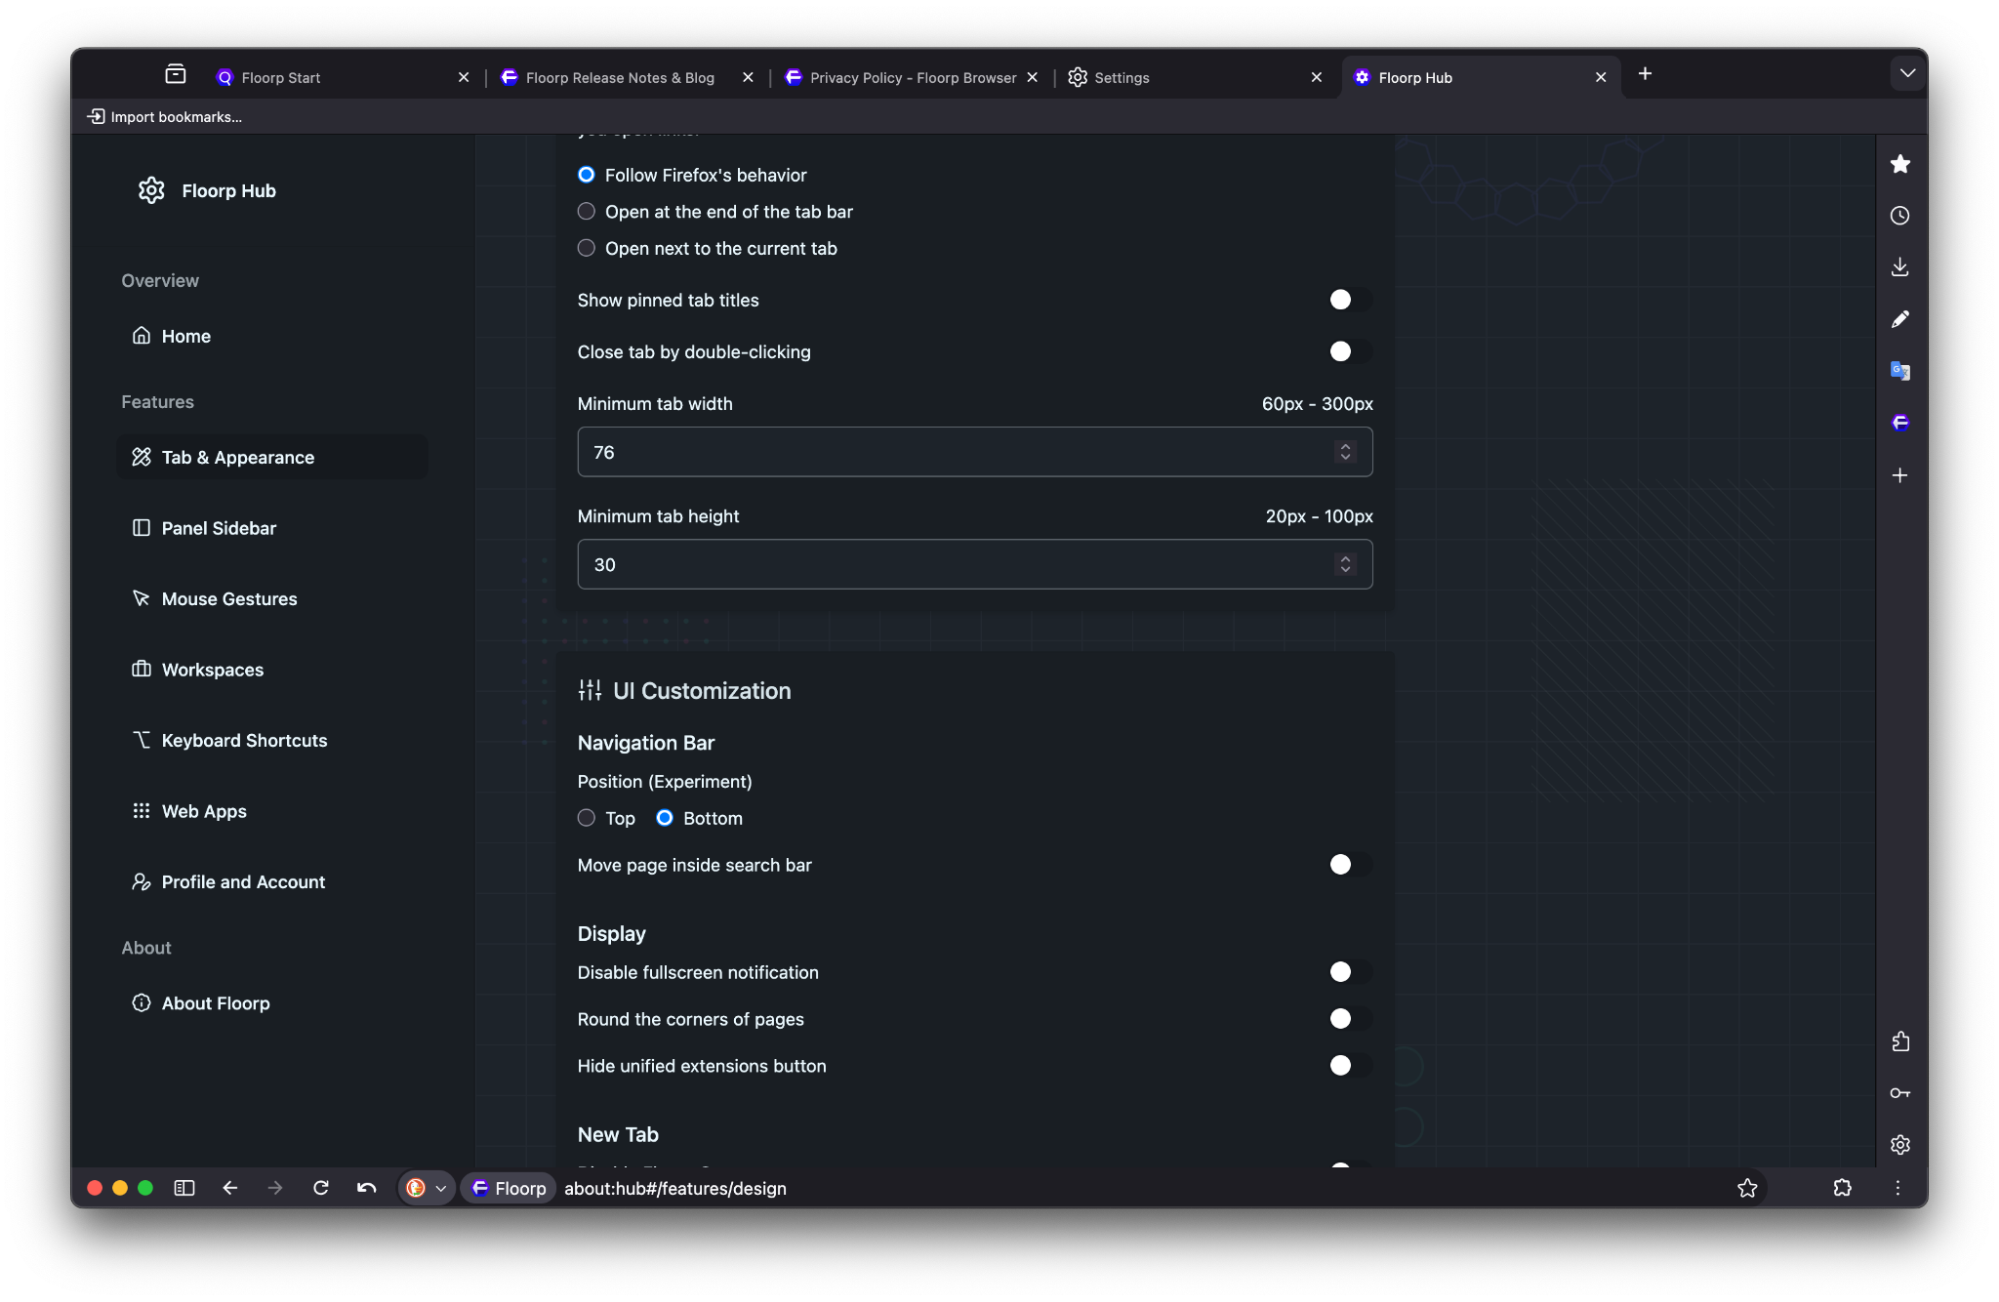 Floorp Start
Floorp Release Notes & Blog
Privacy Policy - Floorp Browser
Settings
Floorp Hub
Import bookmarks...
Floorp Hub
Overview
Home
Features
Tab & Appearance
Panel Sidebar
Mouse Gestures
Workspaces
Keyboard Shortcuts
Web Apps
Profile and Account
About
About Floorp
Follow Firefox's behavior
Open at the end of the tab bar
Open next to the current tab
Show pinned tab titles
Close tab by double-clicking
Minimum tab width 60px - 300px
76
Minimum tab height 20px - 100px
30
UI Customization
Navigation Bar
Position (Experiment)
Top Bottom
Move page inside search bar
Display
Disable fullscreen notification
Round the corners of pages
Hide unified extensions button
New Tab
Floorp about:hub#/features/design